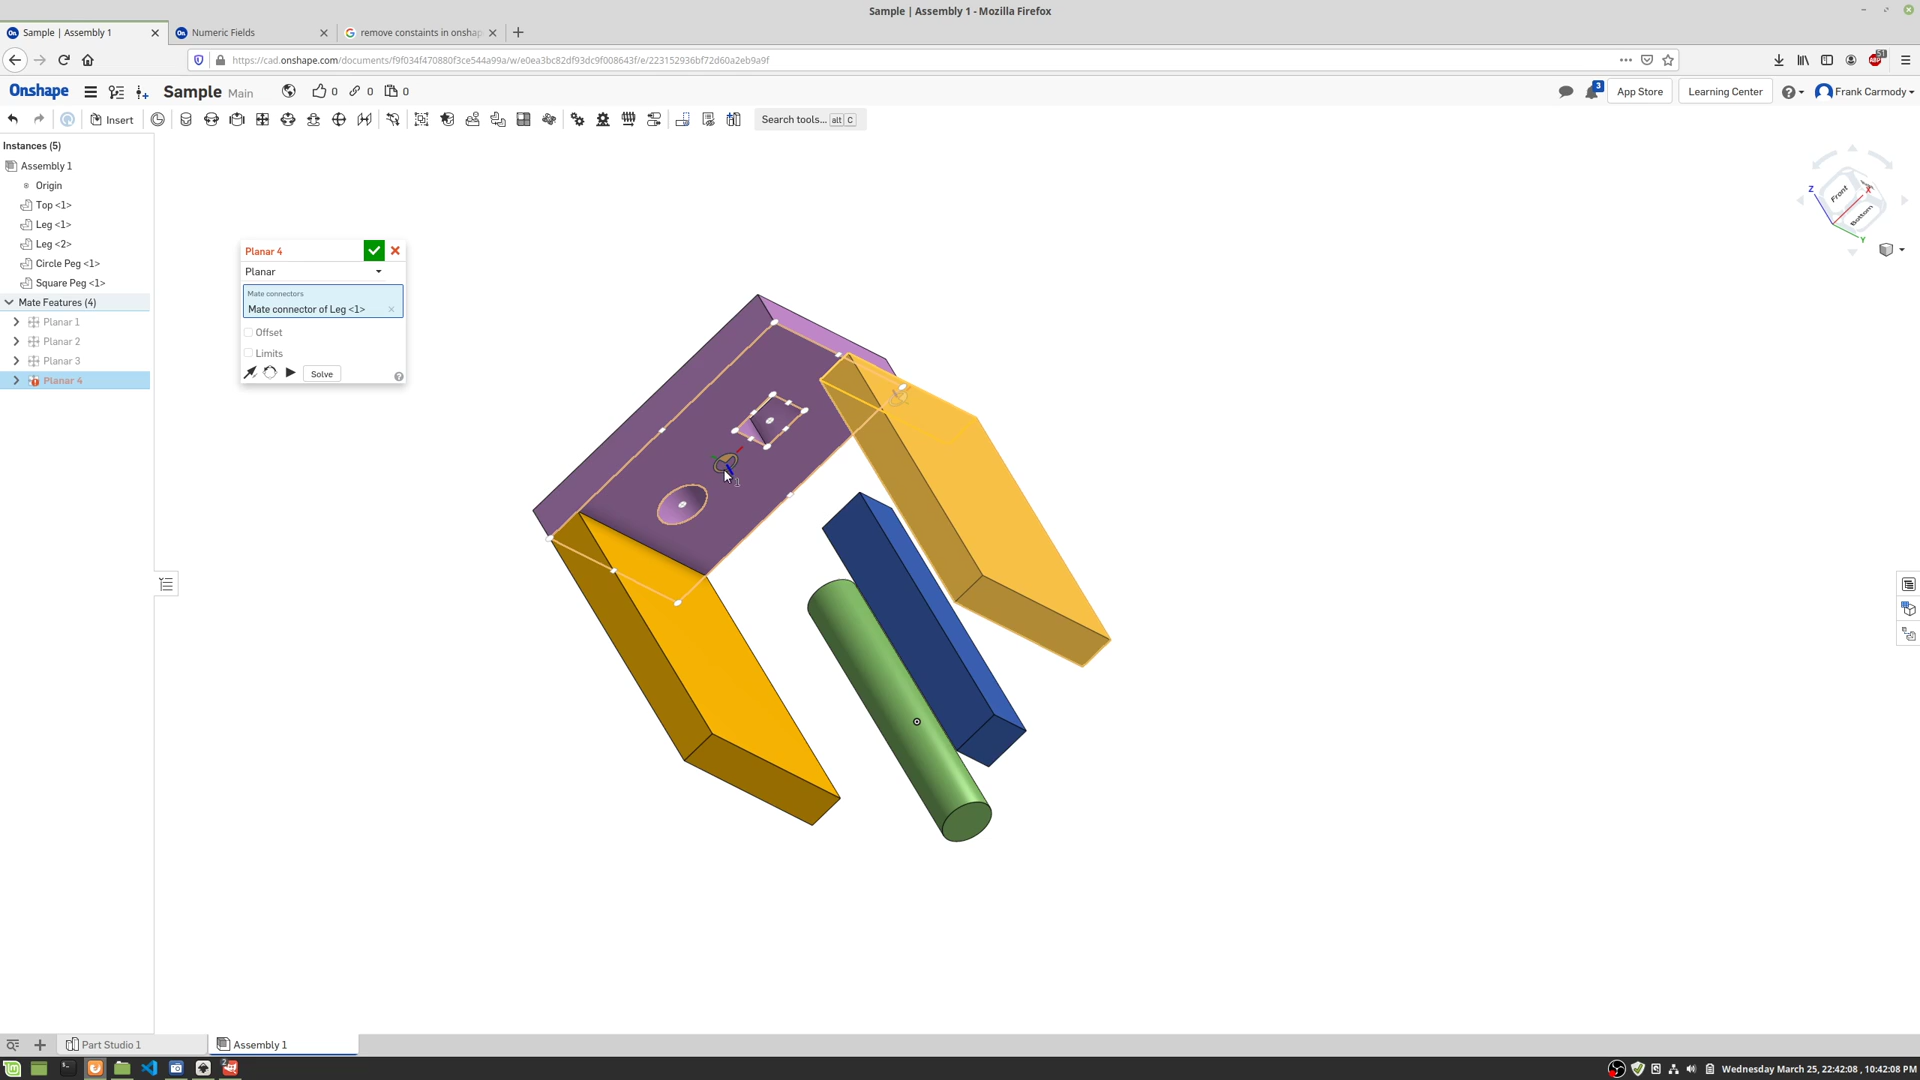 Sample | Assembly 1 - Mozilla Firefox
Sample | Assembly 1
Numeric Fields
remove constaints in onshap
https://cad.onshape.com/documents/f9f034f470880f3ce544a99a/w/e0ea3bc82df93dc9f008643f/e/223152936bf72d60a2eb9a9f
51
ABP
Onshape
Sample Main
0
0
0
3
App Store
Learning Center
Frank Carmody
Insert
Search tools... alt C
Instances (5)
Assembly 1
Origin
Top <1>
Leg <1>
Leg <2>
Circle Peg <1>
Square Peg <1>
Mate Features (4)
Planar 1
Planar 2
Planar 3
Planar 4
Planar 4
Planar
Mate connectors
Mate connector of Leg <1>
Offset
Limits
Solve
1
Front
Bottom
Z
X
Y
Part Studio 1
Assembly 1
2
Wednesday March 25, 22:42:08 , 10:42:08 PM